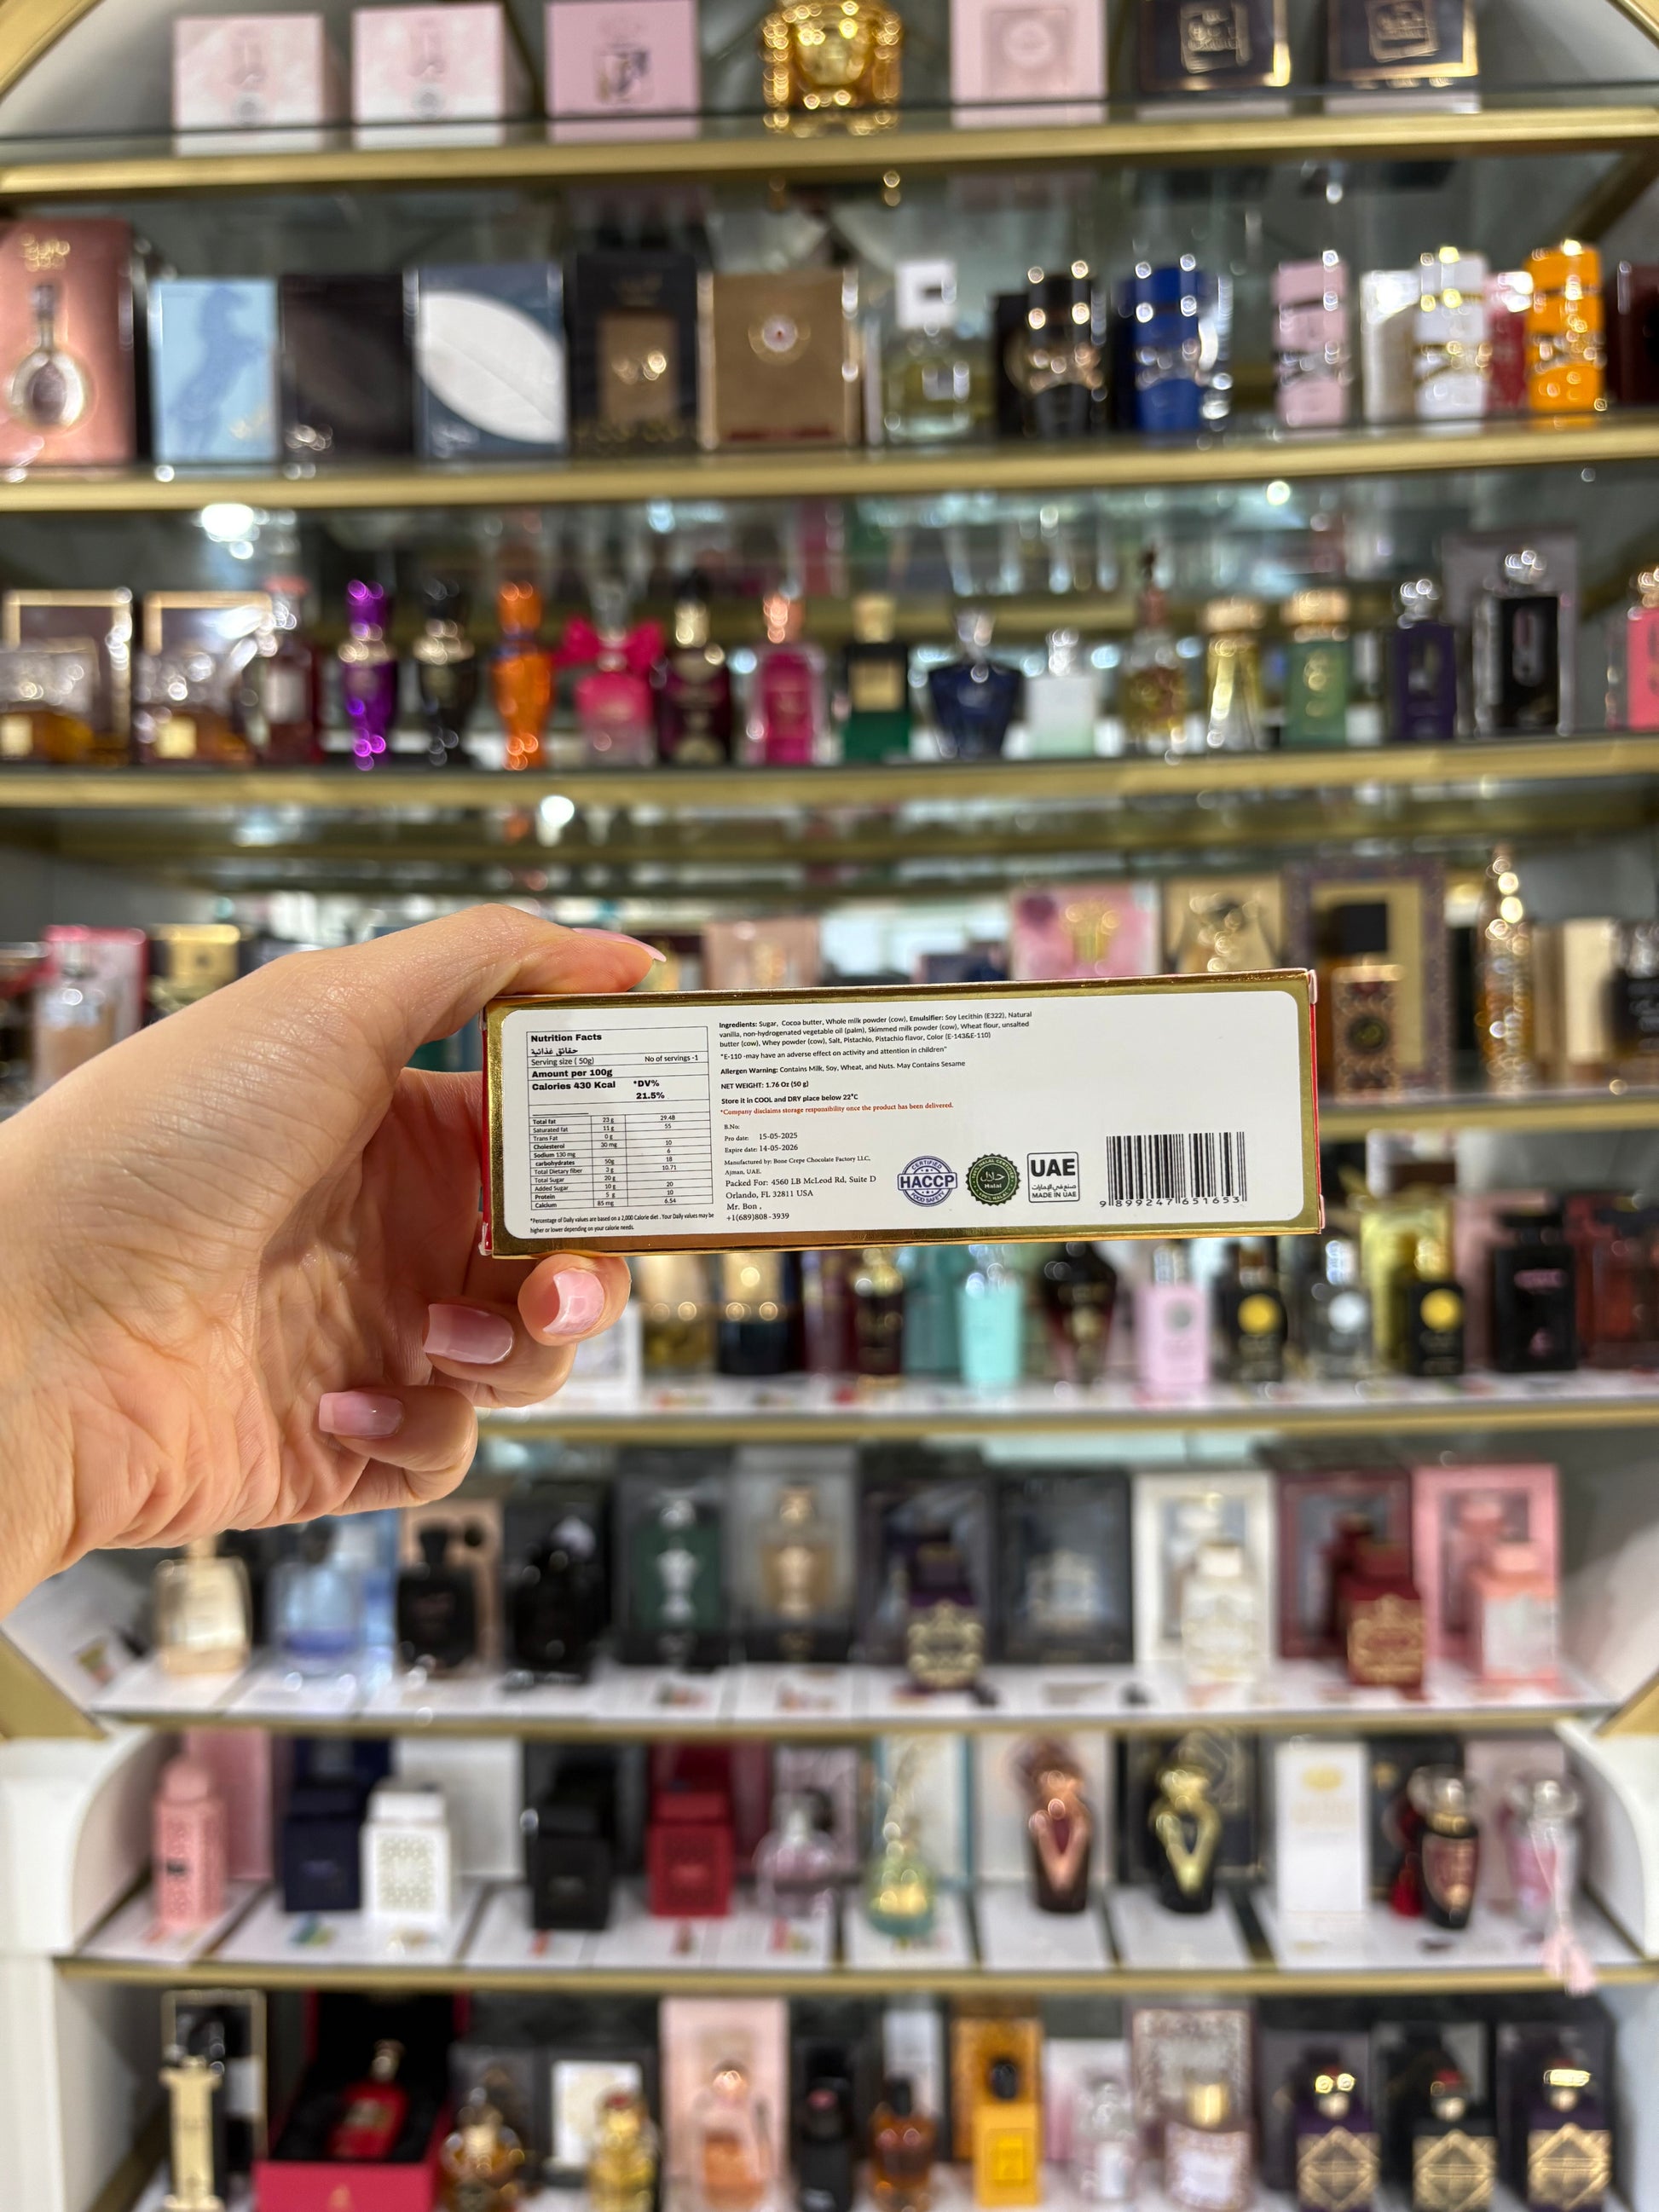 Nutrition Facts
حقائق غذائية
Serving size ( 50g) No of servings -1
Amount per 100g
Calories 430 Kcal *DV%
21.5%
Total fat 23 g 29.48
Saturated fat 11 g 55
Trans Fat 0 g
Cholesterol 30 mg 10
Sodium 130 mg 6
carbohydrates 50g 18
Total Dietary fiber 3 g 10.71
Total Sugar 20 g
Added Sugar 10 g 20
Protein 5 g 10
Calcium 85 mg 6.54
*Percentage of Daily values are based on a 2,000 Calorie diet . Your Daily values may be
higher or lower depending on your calorie needs.
Ingredients: Sugar, Cocoa butter, Whole milk powder (cow), Emulsifier: Soy Lecithin (E322), Natural
vanilla, non-hydrogenated vegetable oil (palm), Skimmed milk powder (cow), Wheat flour, unsalted
butter (cow), Whey powder (cow), Salt, Pistachio, Pistachio flavor, Color (E-143&E-110)
"E-110 -may have an adverse effect on activity and attention in children"
Allergen Warning: Contains Milk, Soy, Wheat, and Nuts. May Contains Sesame
NET WEIGHT: 1.76 Oz (50 g)
Store it in COOL and DRY place below 22°C
*Company disclaims storage responsibility once the product has been delivered.
B.No:
Pro date: 15-05-2025
Expire date: 14-05-2026
Manufactured by: Bone Crepe Chocolate Factory LLC,
Ajman, UAE.
Packed For: 4560 LB McLeod Rd, Suite D
Orlando, FL 32811 USA
Mr. Bon ,
+1(689)808-3939
CERTIFIED
HACCP
FOOD SAFETY
حلال
Halal
UAE
صنع في الإمارات
MADE IN UAE
9 899247 651653